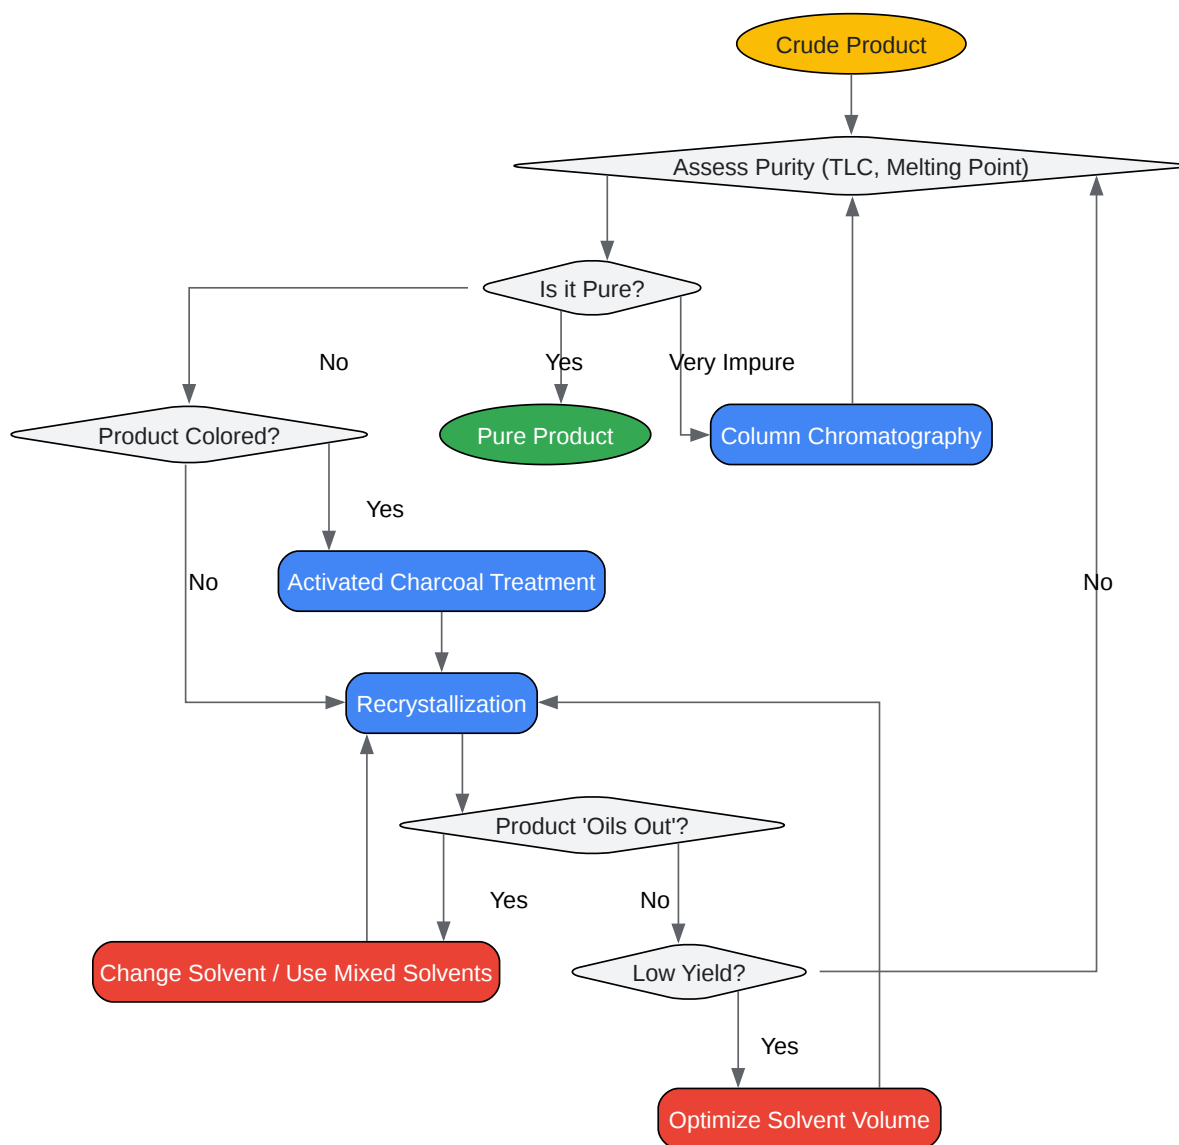 Crude Product
Assess Purity (TLC, Melting Point)
Is it Pure?
No
Yes
Very Impure
Product Colored?
Pure Product
Column Chromatography
Yes
No
Activated Charcoal Treatment
No
Recrystallization
Product 'Oils Out'?
Yes
No
Change Solvent / Use Mixed Solvents
Low Yield?
Yes
Optimize Solvent Volume